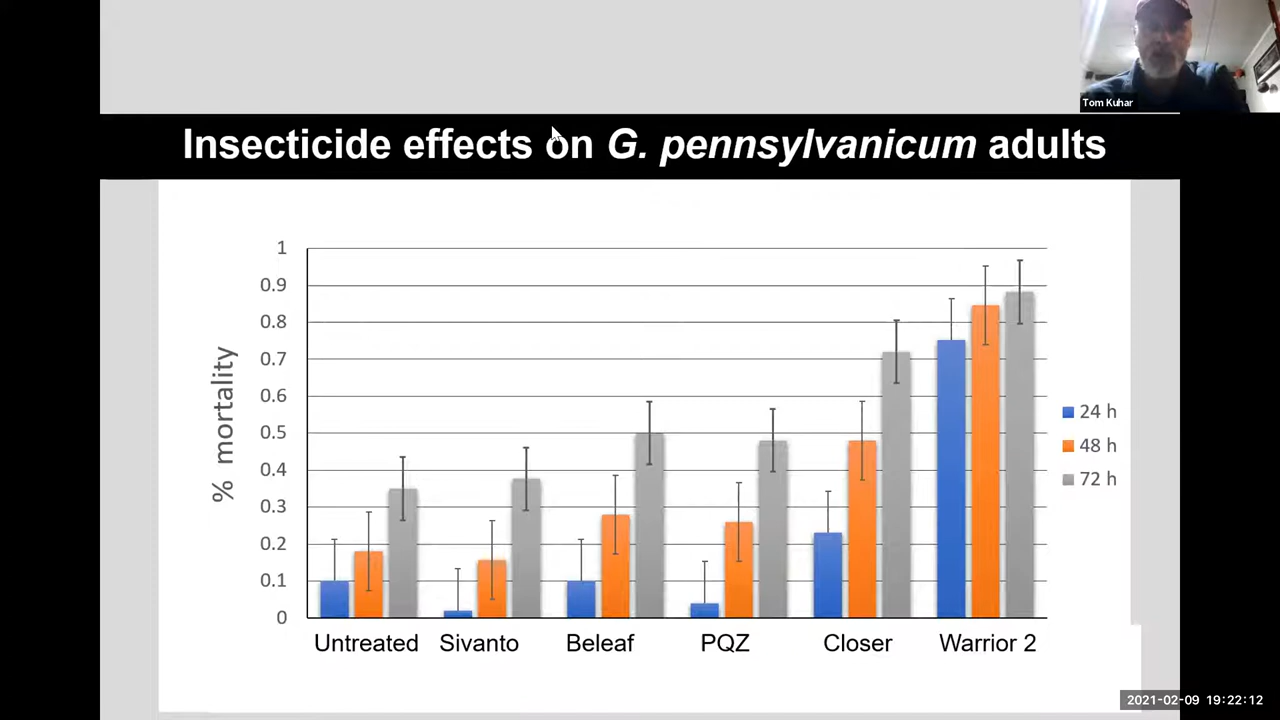 Tom Kuhar
Insecticide effects on G. pennsylvanicum adults
1
0.9
0.8
0.7
0.6
0.5
0.4
0.3
0.2
0.1
0
% mortality
24 h
48 h
72 h
Untreated Sivanto Beleaf PQZ Closer Warrior 2
2021-02-09 19:22:12